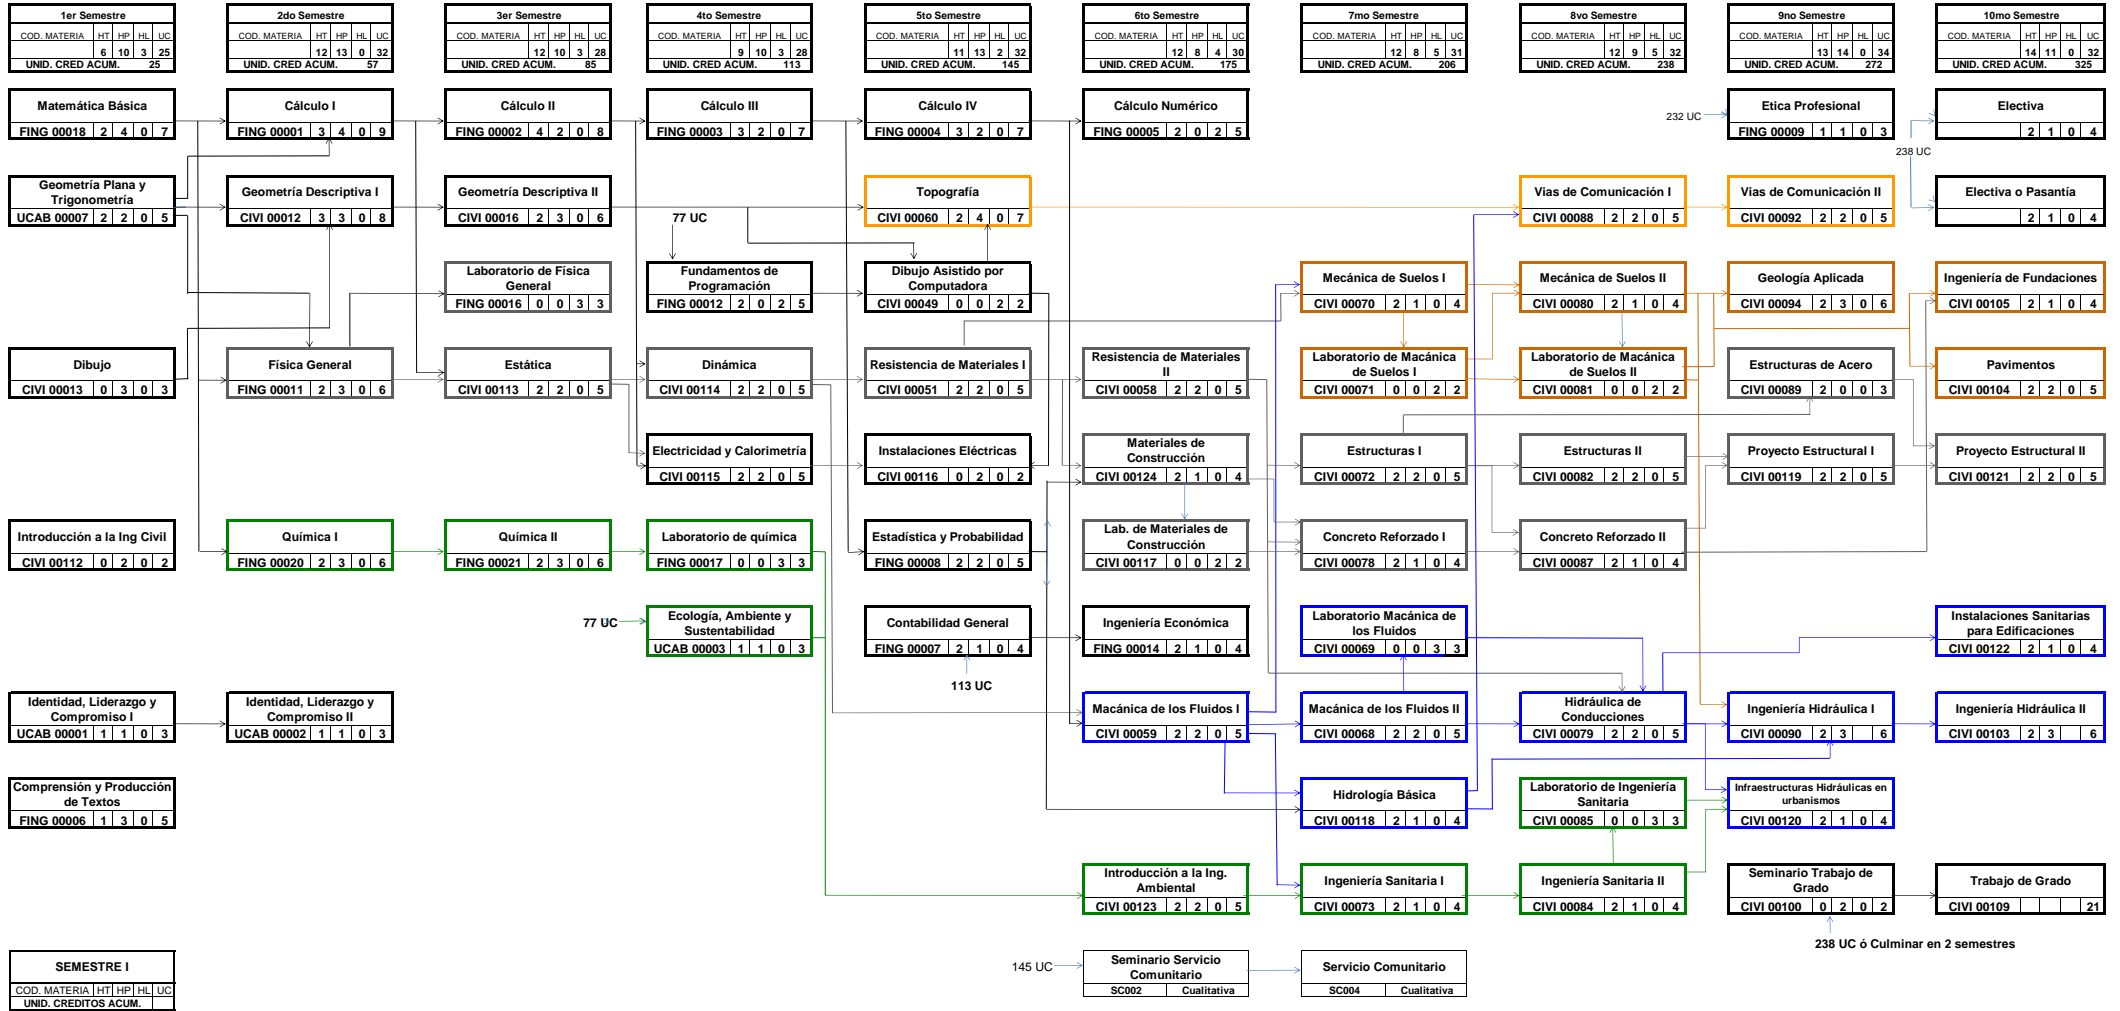 1er Semestre
COD. MATERIA HT HP HL UC
6 10 3 25
UNID. CRED ACUM. 25
2do Semestre
COD. MATERIA HT HP HL UC
12 13 0 32
UNID. CRED ACUM. 57
3er Semestre
COD. MATERIA HT HP HL UC
12 10 3 28
UNID. CRED ACUM. 85
4to Semestre
COD. MATERIA HT HP HL UC
9 10 3 28
UNID. CRED ACUM. 113
5to Semestre
COD. MATERIA HT HP HL UC
11 13 2 32
UNID. CRED ACUM. 145
6to Semestre
COD. MATERIA HT HP HL UC
12 8 4 30
UNID. CRED ACUM. 175
7mo Semestre
COD. MATERIA HT HP HL UC
12 8 5 31
UNID. CRED ACUM. 206
8vo Semestre
COD. MATERIA HT HP HL UC
12 9 5 32
UNID. CRED ACUM. 238
9no Semestre
COD. MATERIA HT HP HL UC
13 14 0 34
UNID. CRED ACUM. 272
10mo Semestre
COD. MATERIA HT HP HL UC
14 11 0 32
UNID. CRED ACUM. 325
Matemática Básica
FING 00018 2 4 0 7
Cálculo I
FING 00001 3 4 0 9
Cálculo II
FING 00002 4 2 0 8
Cálculo III
FING 00003 3 2 0 7
Cálculo IV
FING 00004 3 2 0 7
Cálculo Numérico
FING 00005 2 0 2 5
232 UC
Etica Profesional
FING 00009 1 1 0 3
Electiva
2 1 0 4
238 UC
Geometría Plana y
Trigonometría
UCAB 00007 2 2 0 5
Geometría Descriptiva I
CIVI 00012 3 3 0 8
Geometría Descriptiva II
CIVI 00016 2 3 0 6
77 UC
Topografía
CIVI 00060 2 4 0 7
Vias de Comunicación I
CIVI 00088 2 2 0 5
Vias de Comunicación II
CIVI 00092 2 2 0 5
Electiva o Pasantía
2 1 0 4
Laboratorio de Física
General
FING 00016 0 0 3 3
Fundamentos de
Programación
FING 00012 2 0 2 5
Dibujo Asistido por
Computadora
CIVI 00049 0 0 2 2
Mecánica de Suelos I
CIVI 00070 2 1 0 4
Mecánica de Suelos II
CIVI 00080 2 1 0 4
Geología Aplicada
CIVI 00094 2 3 0 6
Ingeniería de Fundaciones
CIVI 00105 2 1 0 4
Dibujo
CIVI 00013 0 3 0 3
Física General
FING 00011 2 3 0 6
Estática
CIVI 00113 2 2 0 5
Dinámica
CIVI 00114 2 2 0 5
Resistencia de Materiales I
CIVI 00051 2 2 0 5
Resistencia de Materiales
II
CIVI 00058 2 2 0 5
Laboratorio de Macánica
de Suelos I
CIVI 00071 0 0 2 2
Laboratorio de Macánica
de Suelos II
CIVI 00081 0 0 2 2
Estructuras de Acero
CIVI 00089 2 0 0 3
Pavimentos
CIVI 00104 2 2 0 5
Electricidad y Calorimetría
CIVI 00115 2 2 0 5
Instalaciones Eléctricas
CIVI 00116 0 2 0 2
Materiales de
Construcción
CIVI 00124 2 1 0 4
Estructuras I
CIVI 00072 2 2 0 5
Estructuras II
CIVI 00082 2 2 0 5
Proyecto Estructural I
CIVI 00119 2 2 0 5
Proyecto Estructural II
CIVI 00121 2 2 0 5
Introducción a la Ing Civil
CIVI 00112 0 2 0 2
Química I
FING 00020 2 3 0 6
Química II
FING 00021 2 3 0 6
Laboratorio de química
FING 00017 0 0 3 3
Estadística y Probabilidad
FING 00008 2 2 0 5
Lab. de Materiales de
Construcción
CIVI 00117 0 0 2 2
Concreto Reforzado I
CIVI 00078 2 1 0 4
Concreto Reforzado II
CIVI 00087 2 1 0 4
77 UC
Ecología, Ambiente y
Sustentabilidad
UCAB 00003 1 1 0 3
Contabilidad General
FING 00007 2 1 0 4
113 UC
Ingeniería Económica
FING 00014 2 1 0 4
Laboratorio Macánica de
los Fluidos
CIVI 00069 0 0 3 3
Instalaciones Sanitarias
para Edificaciones
CIVI 00122 2 1 0 4
Identidad, Liderazgo y
Compromiso I
UCAB 00001 1 1 0 3
Identidad, Liderazgo y
Compromiso II
UCAB 00002 1 1 0 3
Macánica de los Fluidos I
CIVI 00059 2 2 0 5
Macánica de los Fluidos II
CIVI 00068 2 2 0 5
Hidráulica de
Conducciones
CIVI 00079 2 2 0 5
Ingeniería Hidráulica I
CIVI 00090 2 3 6
Ingeniería Hidráulica II
CIVI 00103 2 3 6
Comprensión y Producción
de Textos
FING 00006 1 3 0 5
Hidrología Básica
CIVI 00118 2 1 0 4
Laboratorio de Ingeniería
Sanitaria
CIVI 00085 0 0 3 3
Infraestructuras Hidráulicas en
urbanismos
CIVI 00120 2 1 0 4
Introducción a la Ing.
Ambiental
CIVI 00123 2 2 0 5
Ingeniería Sanitaria I
CIVI 00073 2 1 0 4
Ingeniería Sanitaria II
CIVI 00084 2 1 0 4
Seminario Trabajo de
Grado
CIVI 00100 0 2 0 2
Trabajo de Grado
CIVI 00109 21
238 UC ó Culminar en 2 semestres
SEMESTRE I
COD. MATERIA HT HP HL UC
UNID. CREDITOS ACUM.
145 UC
Seminario Servicio
Comunitario
SC002 Cualitativa
Servicio Comunitario
SC004 Cualitativa